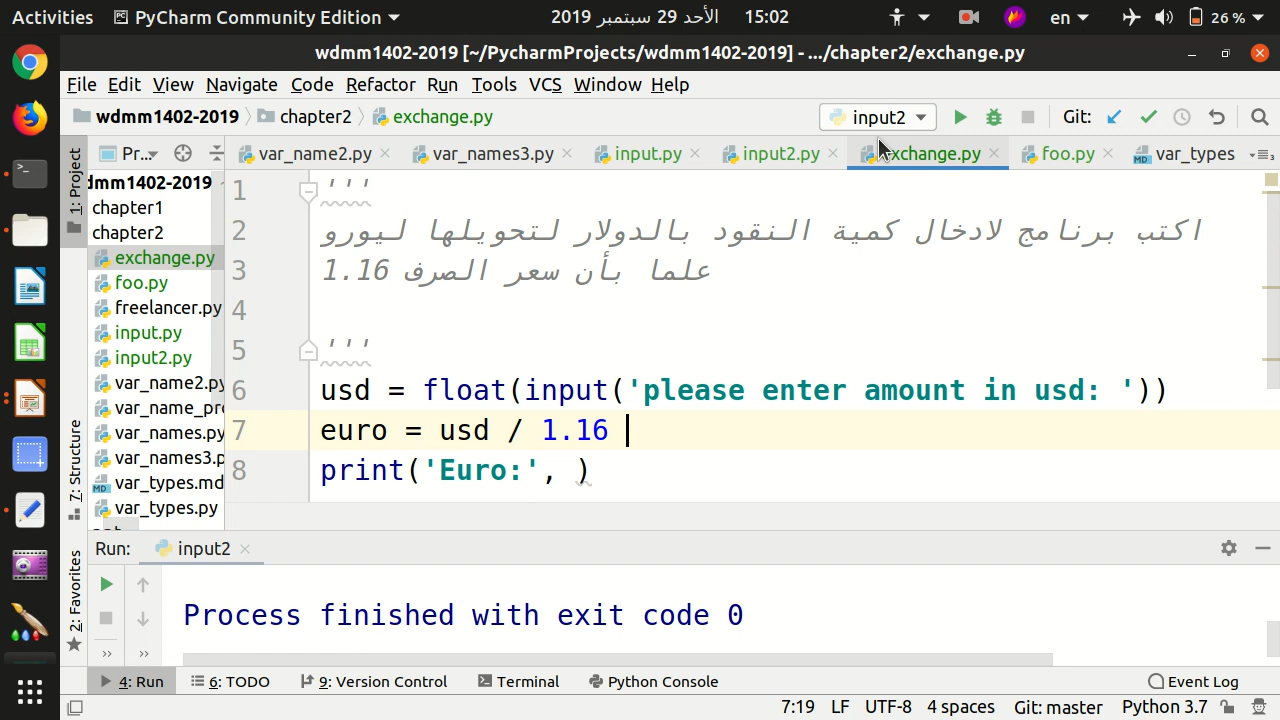 Activities PyCharm Community Edition 2019 الأحد 29 سبتمبر 15:02 en 26 %
wdmm1402-2019 [~/PycharmProjects/wdmm1402-2019] - .../chapter2/exchange.py
File Edit View Navigate Code Refactor Run Tools VCS Window Help
wdmm1402-2019 chapter2 exchange.py input2 Git:
Pr... var_name2.py var_names3.py input.py input2.py exchange.py foo.py var_types
1: Project
7: Structure
2: Favorites
chapter1
chapter2
exchange.py
foo.py
freelancer.py
input.py
input2.py
var_name2.py
var_names.py
var_types.md
var_types.py
1 '''
2 اكتب برنامج لادخال كمية النقود بالدولار لتحويلها ليورو
3 علما بأن سعر الصرف 1.16
4
5 '''
6 usd = float(input('please enter amount in usd: '))
7 euro = usd / 1.16
8 print('Euro:', )
Run: input2
Process finished with exit code 0
4: Run 6: TODO 9: Version Control Terminal Python Console Event Log
7:19 LF UTF-8 4 spaces Git: master Python 3.7